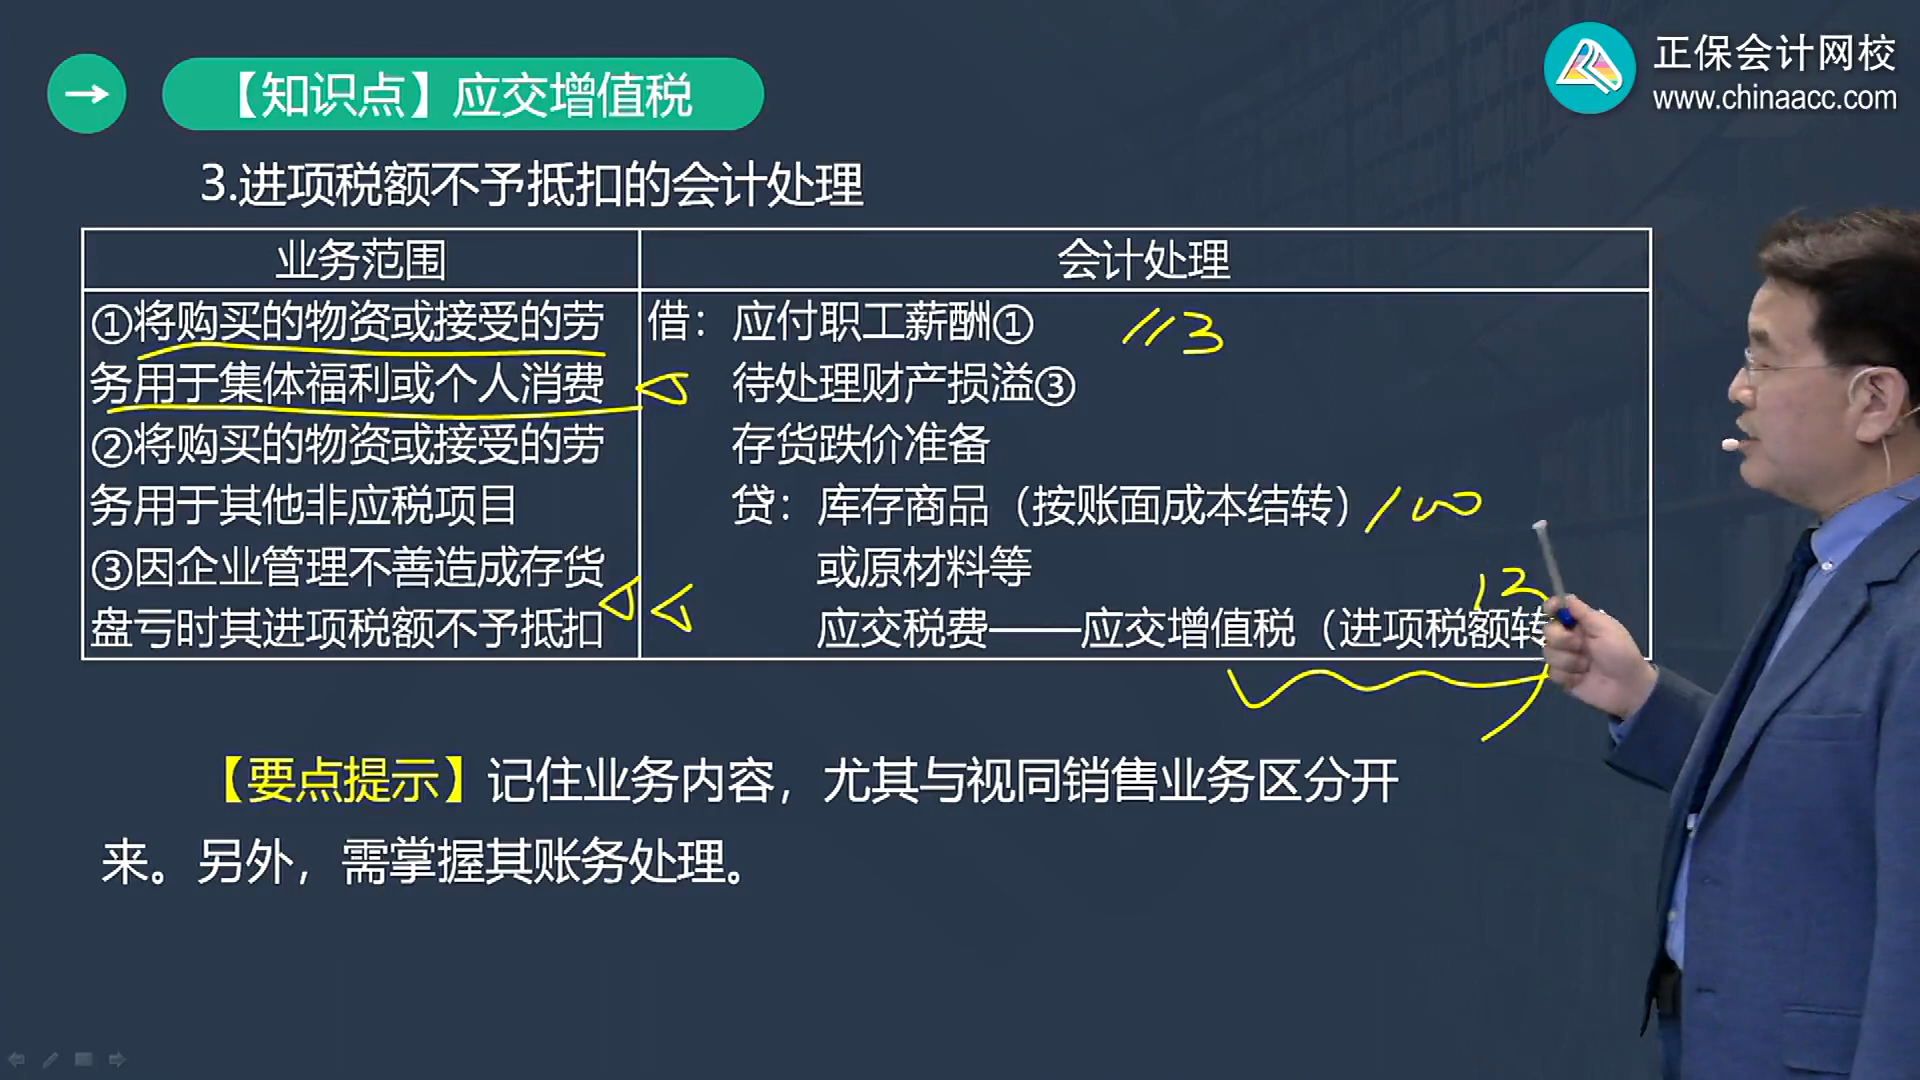 正保会计网校
www.chinaacc.com
【知识点】应交增值税
3.进项税额不予抵扣的会计处理
业务范围
会计处理
①将购买的物资或接受的劳
务用于集体福利或个人消费
②将购买的物资或接受的劳
务用于其他非应税项目
③因企业管理不善造成存货
盘亏时其进项税额不予抵扣
借：应付职工薪酬①
113
待处理财产损溢③
存货跌价准备
贷：库存商品（按账面成本结转）
100
或原材料等
13
应交税费——应交增值税（进项税额转
【要点提示】记住业务内容，尤其与视同销售业务区分开
来。另外，需掌握其账务处理。